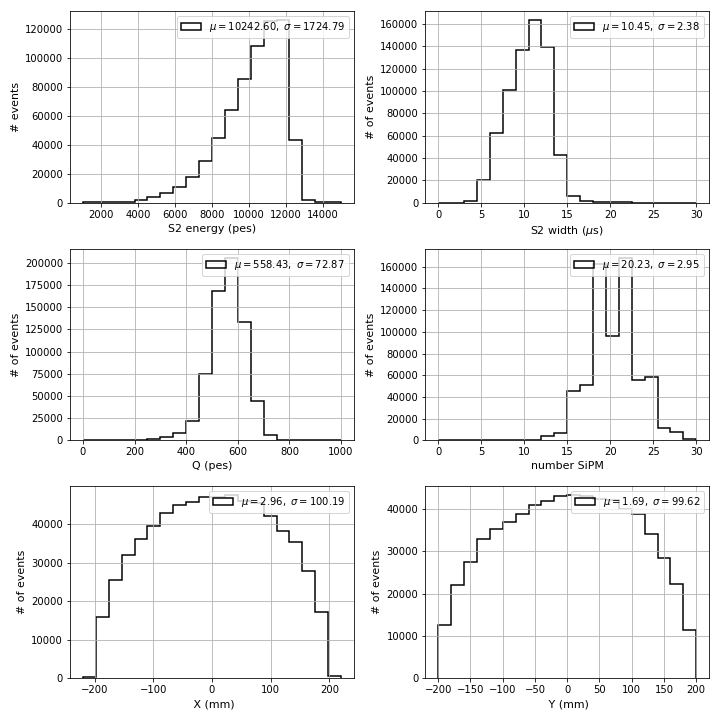 μ = 10242.60, σ = 1724.79
120000
100000
80000
60000
40000
20000
0
# events
2000 4000 6000 8000 10000 12000 14000
S2 energy (pes)
μ = 10.45, σ = 2.38
160000
140000
120000
100000
80000
60000
40000
20000
0
# of events
0 5 10 15 20 25 30
S2 width (μs)
μ = 558.43, σ = 72.87
200000
175000
150000
125000
100000
75000
50000
25000
0
# of events
0 200 400 600 800 1000
Q (pes)
μ = 20.23, σ = 2.95
160000
140000
120000
100000
80000
60000
40000
20000
0
# of events
0 5 10 15 20 25 30
number SiPM
μ = 2.96, σ = 100.19
40000
30000
20000
10000
0
# of events
−200 −100 0 100 200
X (mm)
μ = 1.69, σ = 99.62
40000
30000
20000
10000
0
# of events
−200 −150 −100 −50 0 50 100 150 200
Y (mm)